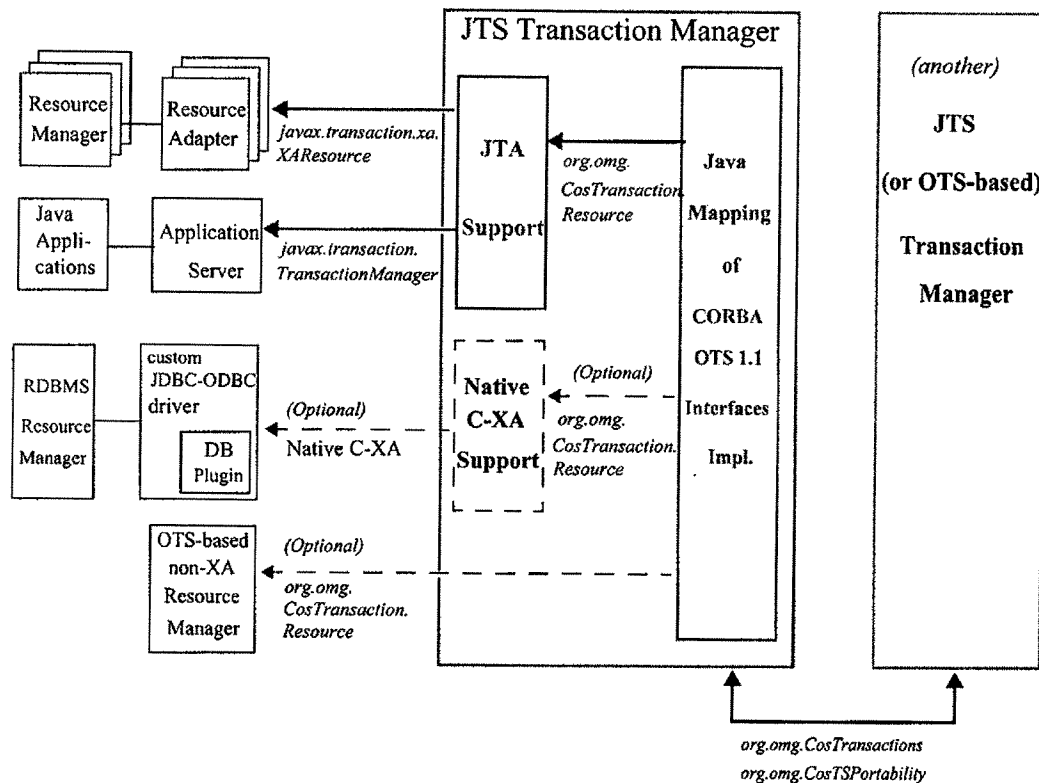 JTS Transaction Manager
Resource
Manager
Resource
Adapter
javax.transaction.xa.
XAResource
JTA
Support
org.omg.
CosTransaction.
Resource
Java
Mapping
of
CORBA
OTS 1.1
Interfaces
Impl.
(another)
JTS
(or OTS-based)
Transaction
Manager
Java
Appli-
cations
Application
Server
javax.transaction.
TransactionManager
RDBMS
Resource
Manager
custom
JDBC-ODBC
driver
DB
Plugin
(Optional)
Native C-XA
Native
C-XA
Support
(Optional)
org.omg.
CosTransaction.
Resource
OTS-based
non-XA
Resource
Manager
(Optional)
org.omg.
CosTransaction.
Resource
org.omg.CosTransactions
org.omg.CosTSPortability